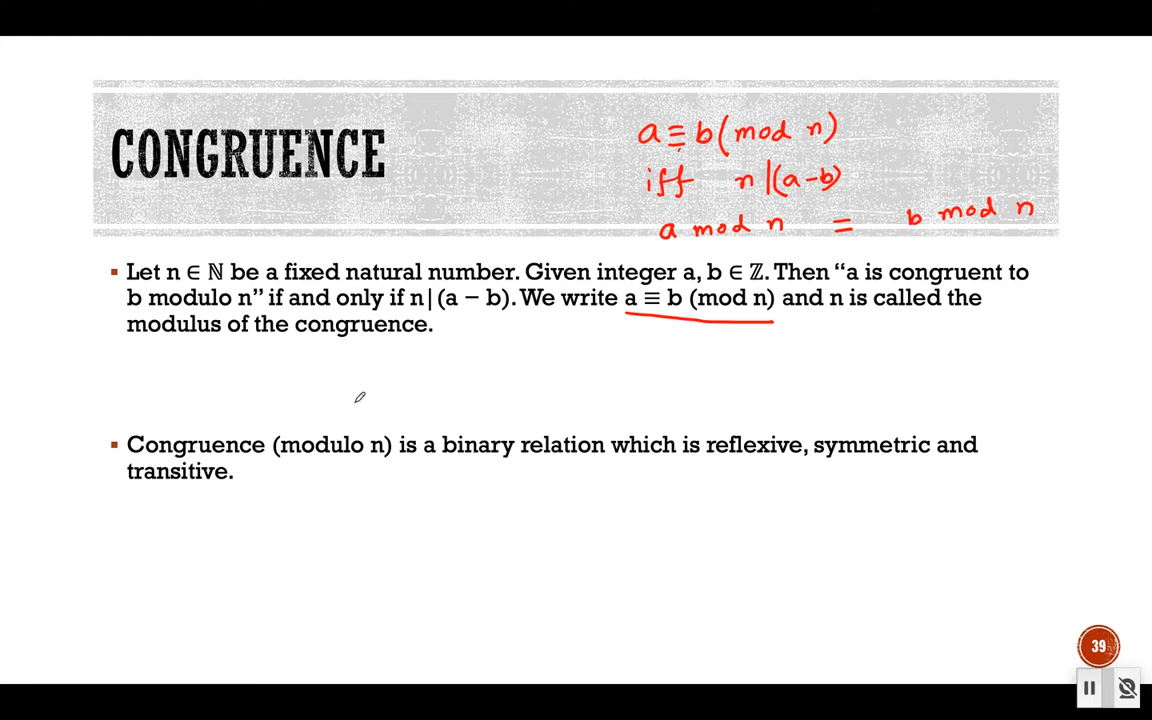 CONGRUENCE
a ≡ b (mod n)
iff n | (a - b)
a mod n = b mod n
▪ Let n ∈ ℕ be a fixed natural number. Given integer a, b ∈ ℤ. Then “a is congruent to
b modulo n” if and only if n|(a − b). We write a ≡ b (mod n) and n is called the
modulus of the congruence.
▪ Congruence (modulo n) is a binary relation which is reflexive, symmetric and
transitive.
39